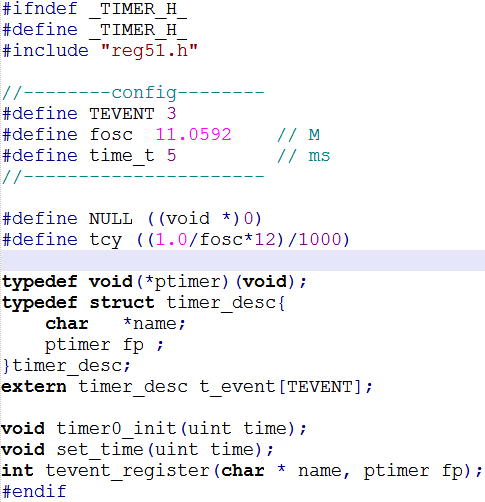 #ifndef _TIMER_H_
#define _TIMER_H_
#include "reg51.h"
//--------config--------
#define TEVENT 3
#define fosc  11.0592    // M
#define time_t 5         // ms
//----------------------
#define NULL ((void *)0)
#define tcy ((1.0/fosc*12)/1000)
typedef void(*ptimer)(void);
typedef struct timer_desc{
    char   *name;
    ptimer fp ;
}timer_desc;
extern timer_desc t_event[TEVENT];
void timer0_init(uint time);
void set_time(uint time);
int tevent_register(char * name, ptimer fp);
#endif